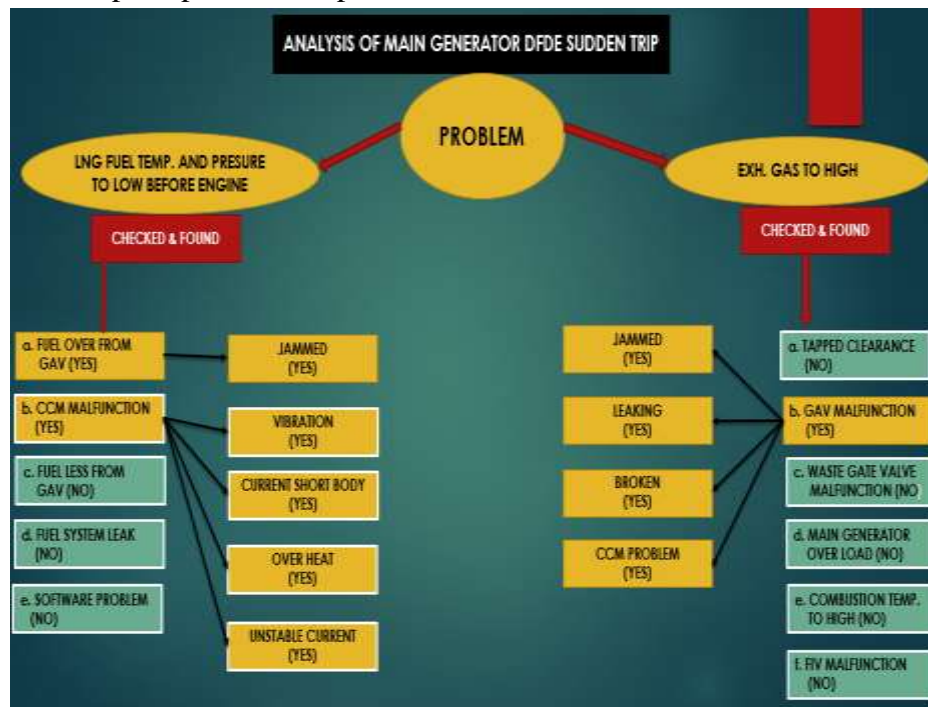 ANALYSIS OF MAIN GENERATOR DFDE SUDDEN TRIP
PROBLEM
LNG FUEL TEMP. AND PRESURE
TO LOW BEFORE ENGINE
EXH. GAS TO HIGH
CHECKED & FOUND
CHECKED & FOUND
a. FUEL OVER FROM
GAV (YES)
b. CCM MALFUNCTION
(YES)
c. FUEL LESS FROM
GAV (NO)
d. FUEL SYSTEM LEAK
(NO)
e. SOFTWARE PROBLEM
(NO)
JAMMED
(YES)
VIBRATION
(YES)
CURRENT SHORT BODY
(YES)
OVER HEAT
(YES)
UNSTABLE CURRENT
(YES)
JAMMED
(YES)
LEAKING
(YES)
BROKEN
(YES)
CCM PROBLEM
(YES)
a. TAPPED CLEARANCE
(NO)
b. GAV MALFUNCTION
(YES)
c. WASTE GATE VALVE
MALFUNCTION (NO
d. MAIN GENERATOR
OVER LOAD (NO)
e. COMBUSTION TEMP.
TO HIGH (NO)
f. FIV MALFUNCTION
(NO)